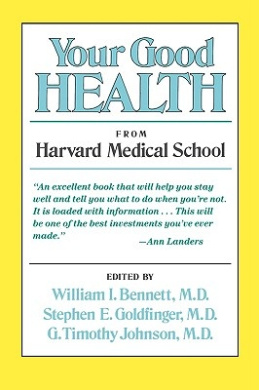 Your Good
HEALTH
FROM
Harvard Medical School
“An excellent book that will help you stay
well and tell you what to do when you’re not.
It is loaded with information . . . This will
be one of the best investments you’ve ever
made.”
—Ann Landers
EDITED BY
William I. Bennett, M.D.
Stephen E. Goldfinger, M.D.
G. Timothy Johnson, M.D.